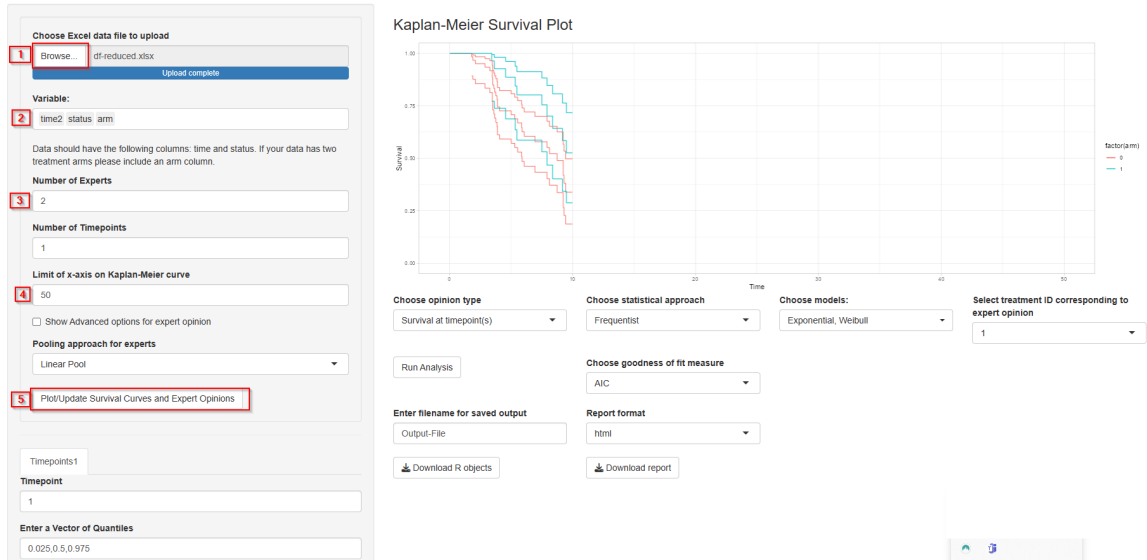 Choose Excel data file to upload
1
Browse... df-reduced.xlsx
Upload complete
Variable:
2
time2 status arm
Data should have the following columns: time and status. If your data has two
treatment arms please include an arm column.
Number of Experts
3
2
Number of Timepoints
1
Limit of x-axis on Kaplan-Meier curve
4
50
Show Advanced options for expert opinion
Pooling approach for experts
Linear Pool
5
Plot/Update Survival Curves and Expert Opinions
Timepoints1
Timepoint
1
Enter a Vector of Quantiles
0.025,0.5,0.975
Kaplan-Meier Survival Plot
1.00
0.75
0.50
0.25
0.00
Survival
0 10 20 30 40 50
Time
factor(arm)
0
1
Choose opinion type
Survival at timepoint(s)
Choose statistical approach
Frequentist
Choose models:
Exponential, Weibull
Select treatment ID corresponding to
expert opinion
1
Run Analysis
Choose goodness of fit measure
AIC
Enter filename for saved output
Output-File
Report format
html
Download R objects
Download report